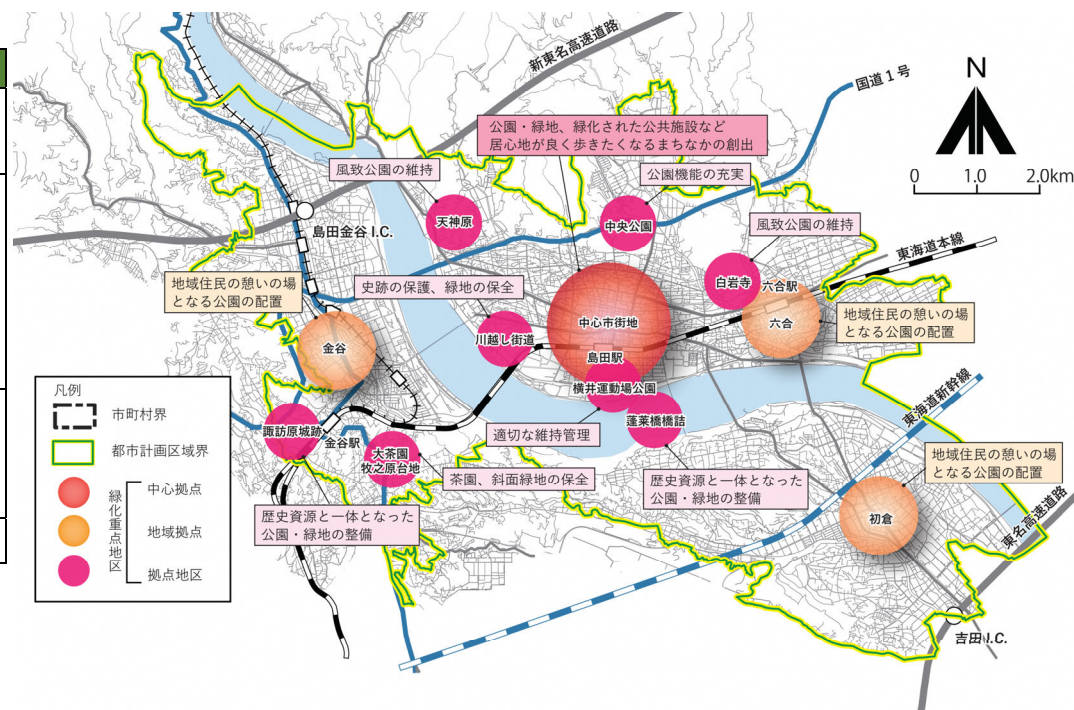 新東名高速道路
国道1号
N
0 1.0 2.0km
公園・緑地、緑化された公共施設など
居心地が良く歩きたくなるまちなかの創出
風致公園の維持
公園機能の充実
天神原
中央公園
島田金谷 I.C.
風致公園の維持
東海道本線
白岩寺
六合駅
地域住民の憩いの場
となる公園の配置
史跡の保護、緑地の保全
中心市街地
六合
地域住民の憩いの場
となる公園の配置
川越し街道
金谷
島田駅
横井運動場公園
凡例
市町村界
都市計画区域界
緑化重点地区
中心拠点
地域拠点
拠点地区
諏訪原城跡
金谷駅
大茶園
牧之原台地
適切な維持管理
蓬莱橋橋詰
東海道新幹線
地域住民の憩いの場
となる公園の配置
茶園、斜面緑地の保全
歴史資源と一体となった
公園・緑地の整備
歴史資源と一体となった
公園・緑地の整備
初倉
東名高速道路
吉田 I.C.